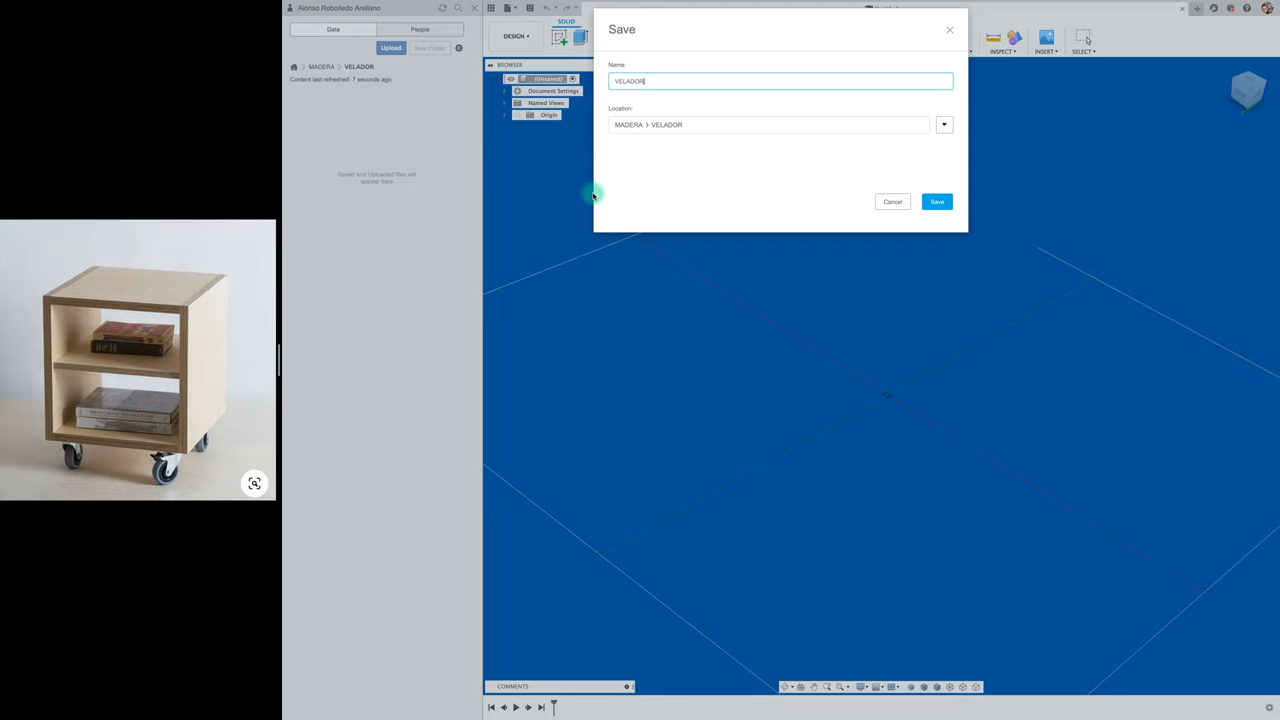 Alonso Rebolledo Arellano
Data
People
Upload
New Folder
MADERA
VELADOR
Content last refreshed: 7 seconds ago
Saved and Uploaded files will
appear here.
DESIGN
SOLID
INSPECT
INSERT
SELECT
BROWSER
(Unsaved)
Document Settings
Named Views
Origin
Save
Name:
VELADOR
Location:
MADERA > VELADOR
Cancel
Save
COMMENTS